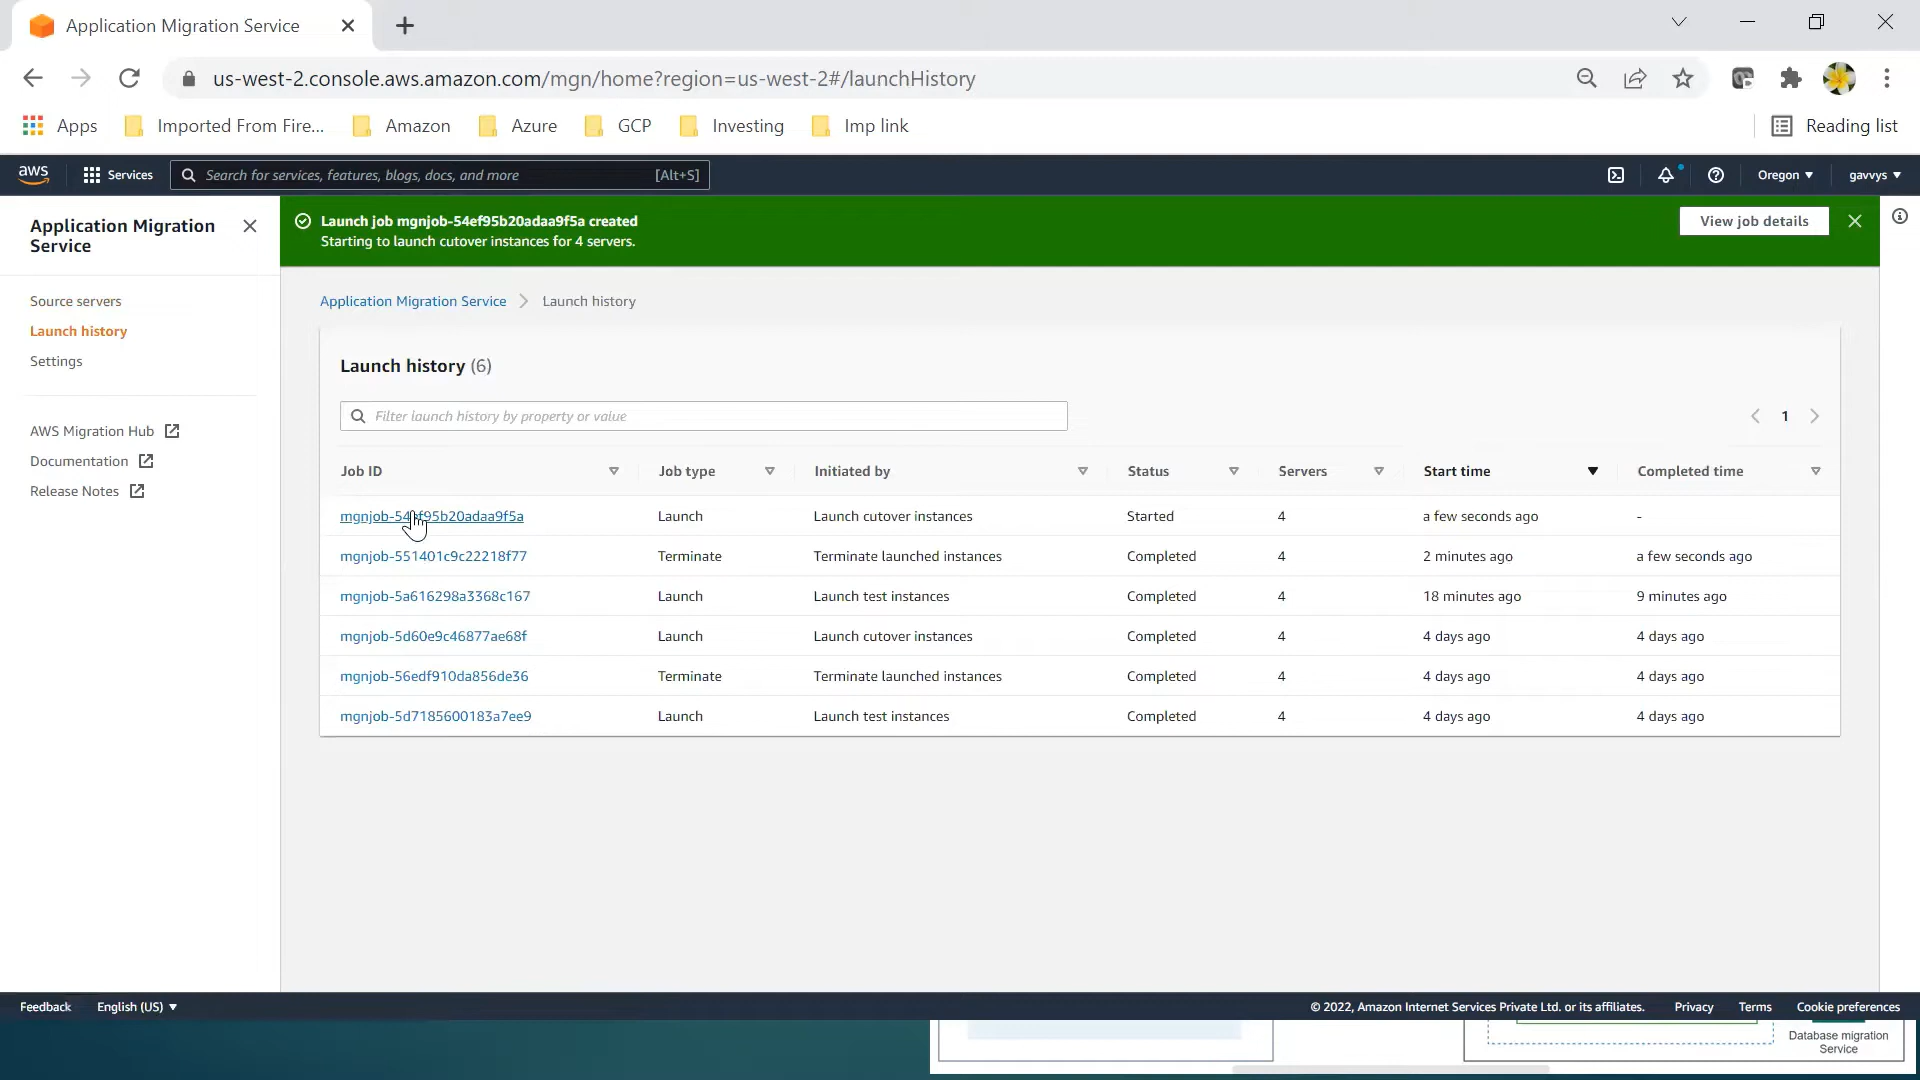 Application Migration Service
us-west-2.console.aws.amazon.com/mgn/home?region=us-west-2#/launchHistory
Apps Imported From Fire... Amazon Azure GCP Investing Imp link Reading list
aws Services Search for services, features, blogs, docs, and more [Alt+S] Oregon gavvys
Application Migration
Service
Source servers
Launch history
Settings
AWS Migration Hub
Documentation
Release Notes
Launch job mgnjob-54ef95b20adaa9f5a created
Starting to launch cutover instances for 4 servers.
View job details
Application Migration Service Launch history
Launch history (6)
Filter launch history by property or value
1
Job ID Job type Initiated by Status Servers Start time Completed time
mgnjob-54ef95b20adaa9f5a Launch Launch cutover instances Started 4 a few seconds ago -
mgnjob-551401c9c22218f77 Terminate Terminate launched instances Completed 4 2 minutes ago a few seconds ago
mgnjob-5a616298a3368c167 Launch Launch test instances Completed 4 18 minutes ago 9 minutes ago
mgnjob-5d60e9c46877ae68f Launch Launch cutover instances Completed 4 4 days ago 4 days ago
mgnjob-56edf910da856de36 Terminate Terminate launched instances Completed 4 4 days ago 4 days ago
mgnjob-5d7185600183a7ee9 Launch Launch test instances Completed 4 4 days ago 4 days ago
Feedback English (US) © 2022, Amazon Internet Services Private Ltd. or its affiliates. Privacy Terms Cookie preferences
Database migration
Service